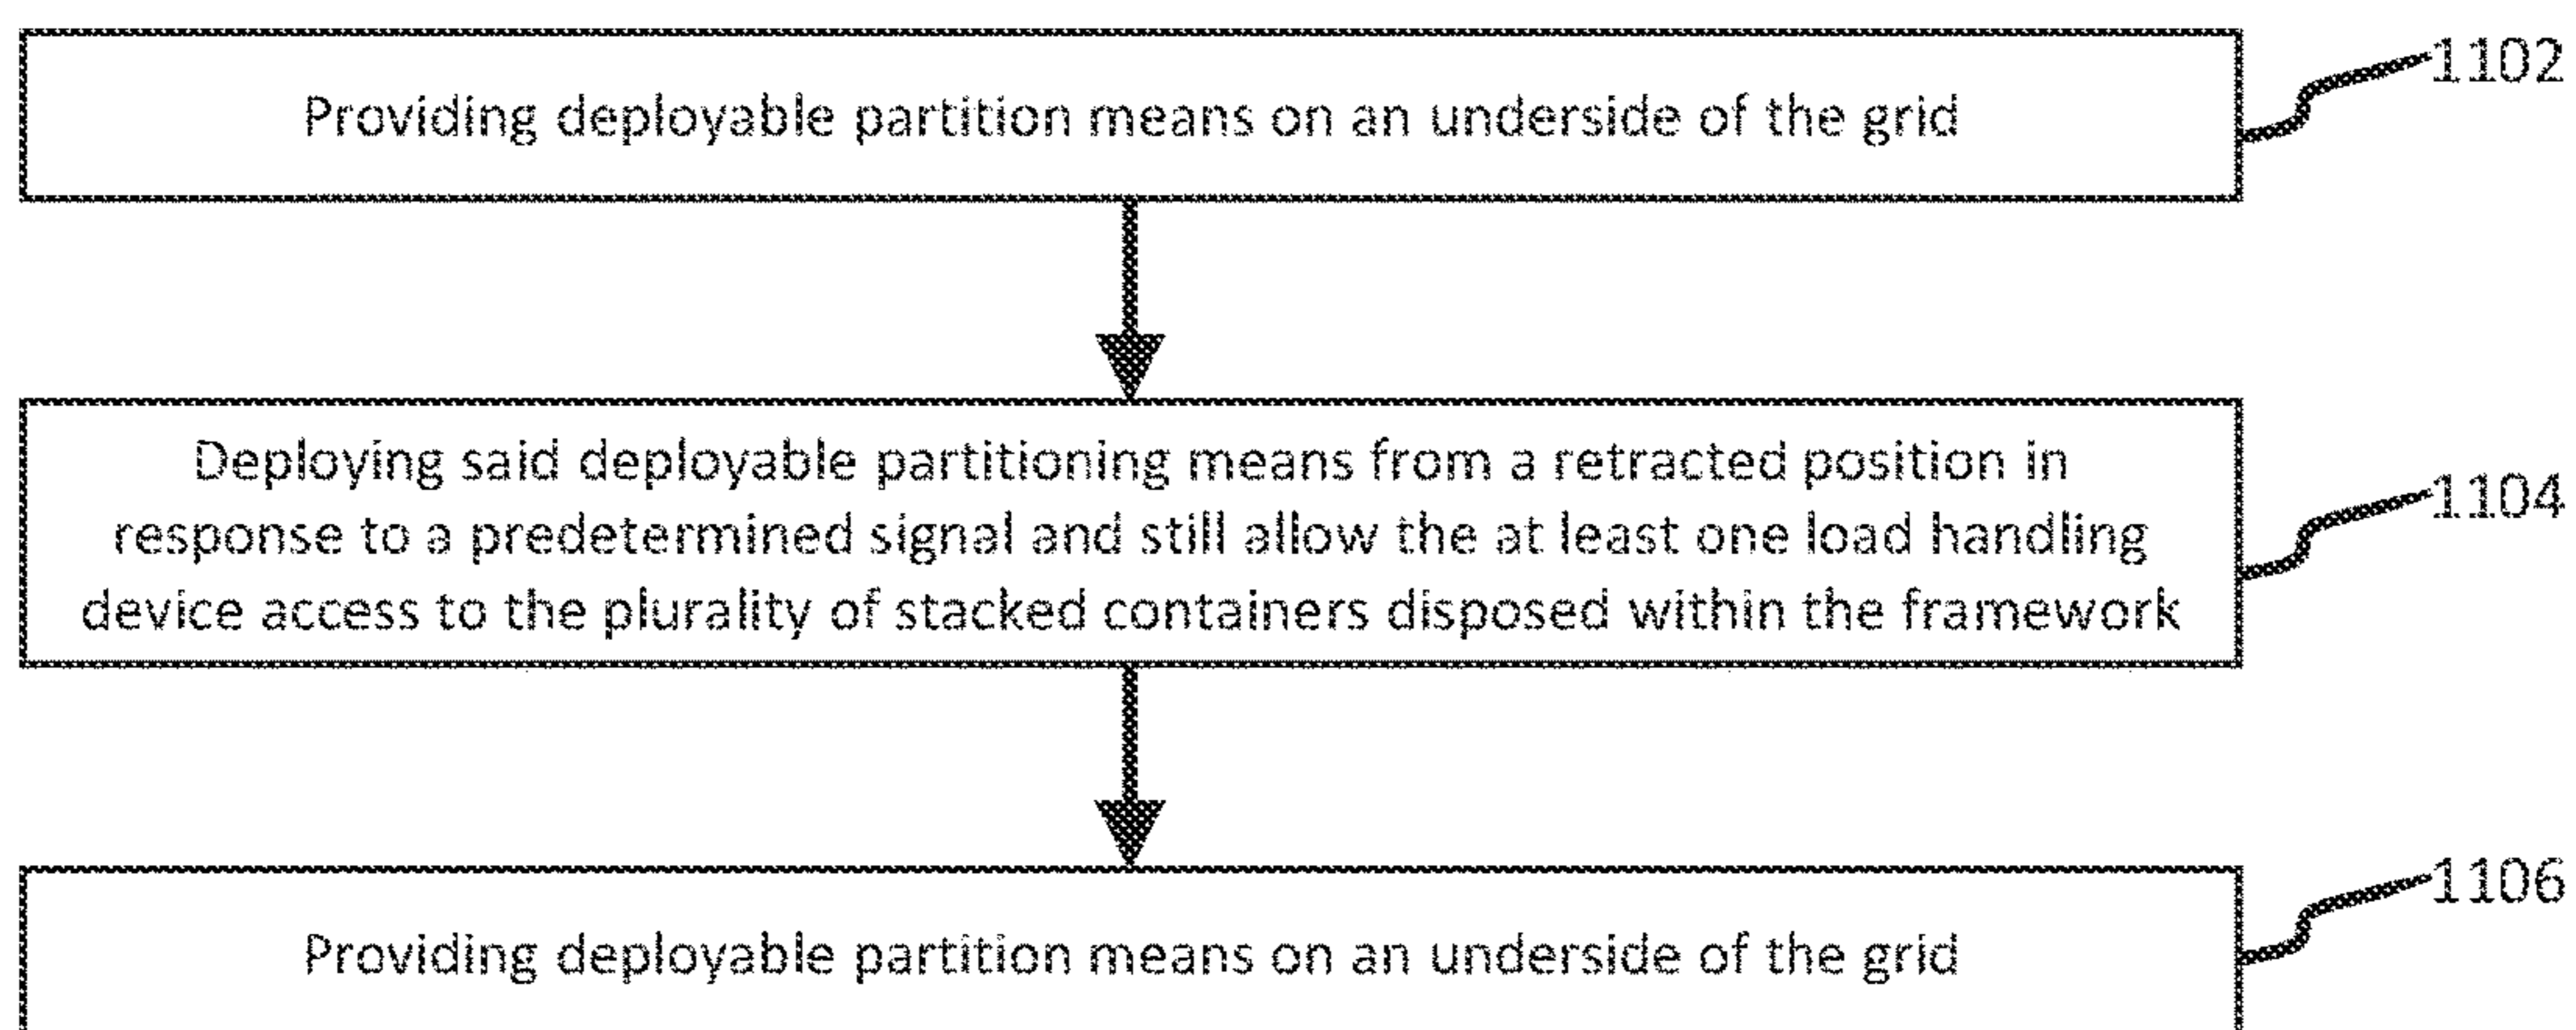 Providing deployable partition means on an underside of the grid
1102
Deploying said deployable partitioning means from a retracted position in
response to a predetermined signal and still allow the at least one load handling
device access to the plurality of stacked containers disposed within the framework
1104
Providing deployable partition means on an underside of the grid
1106